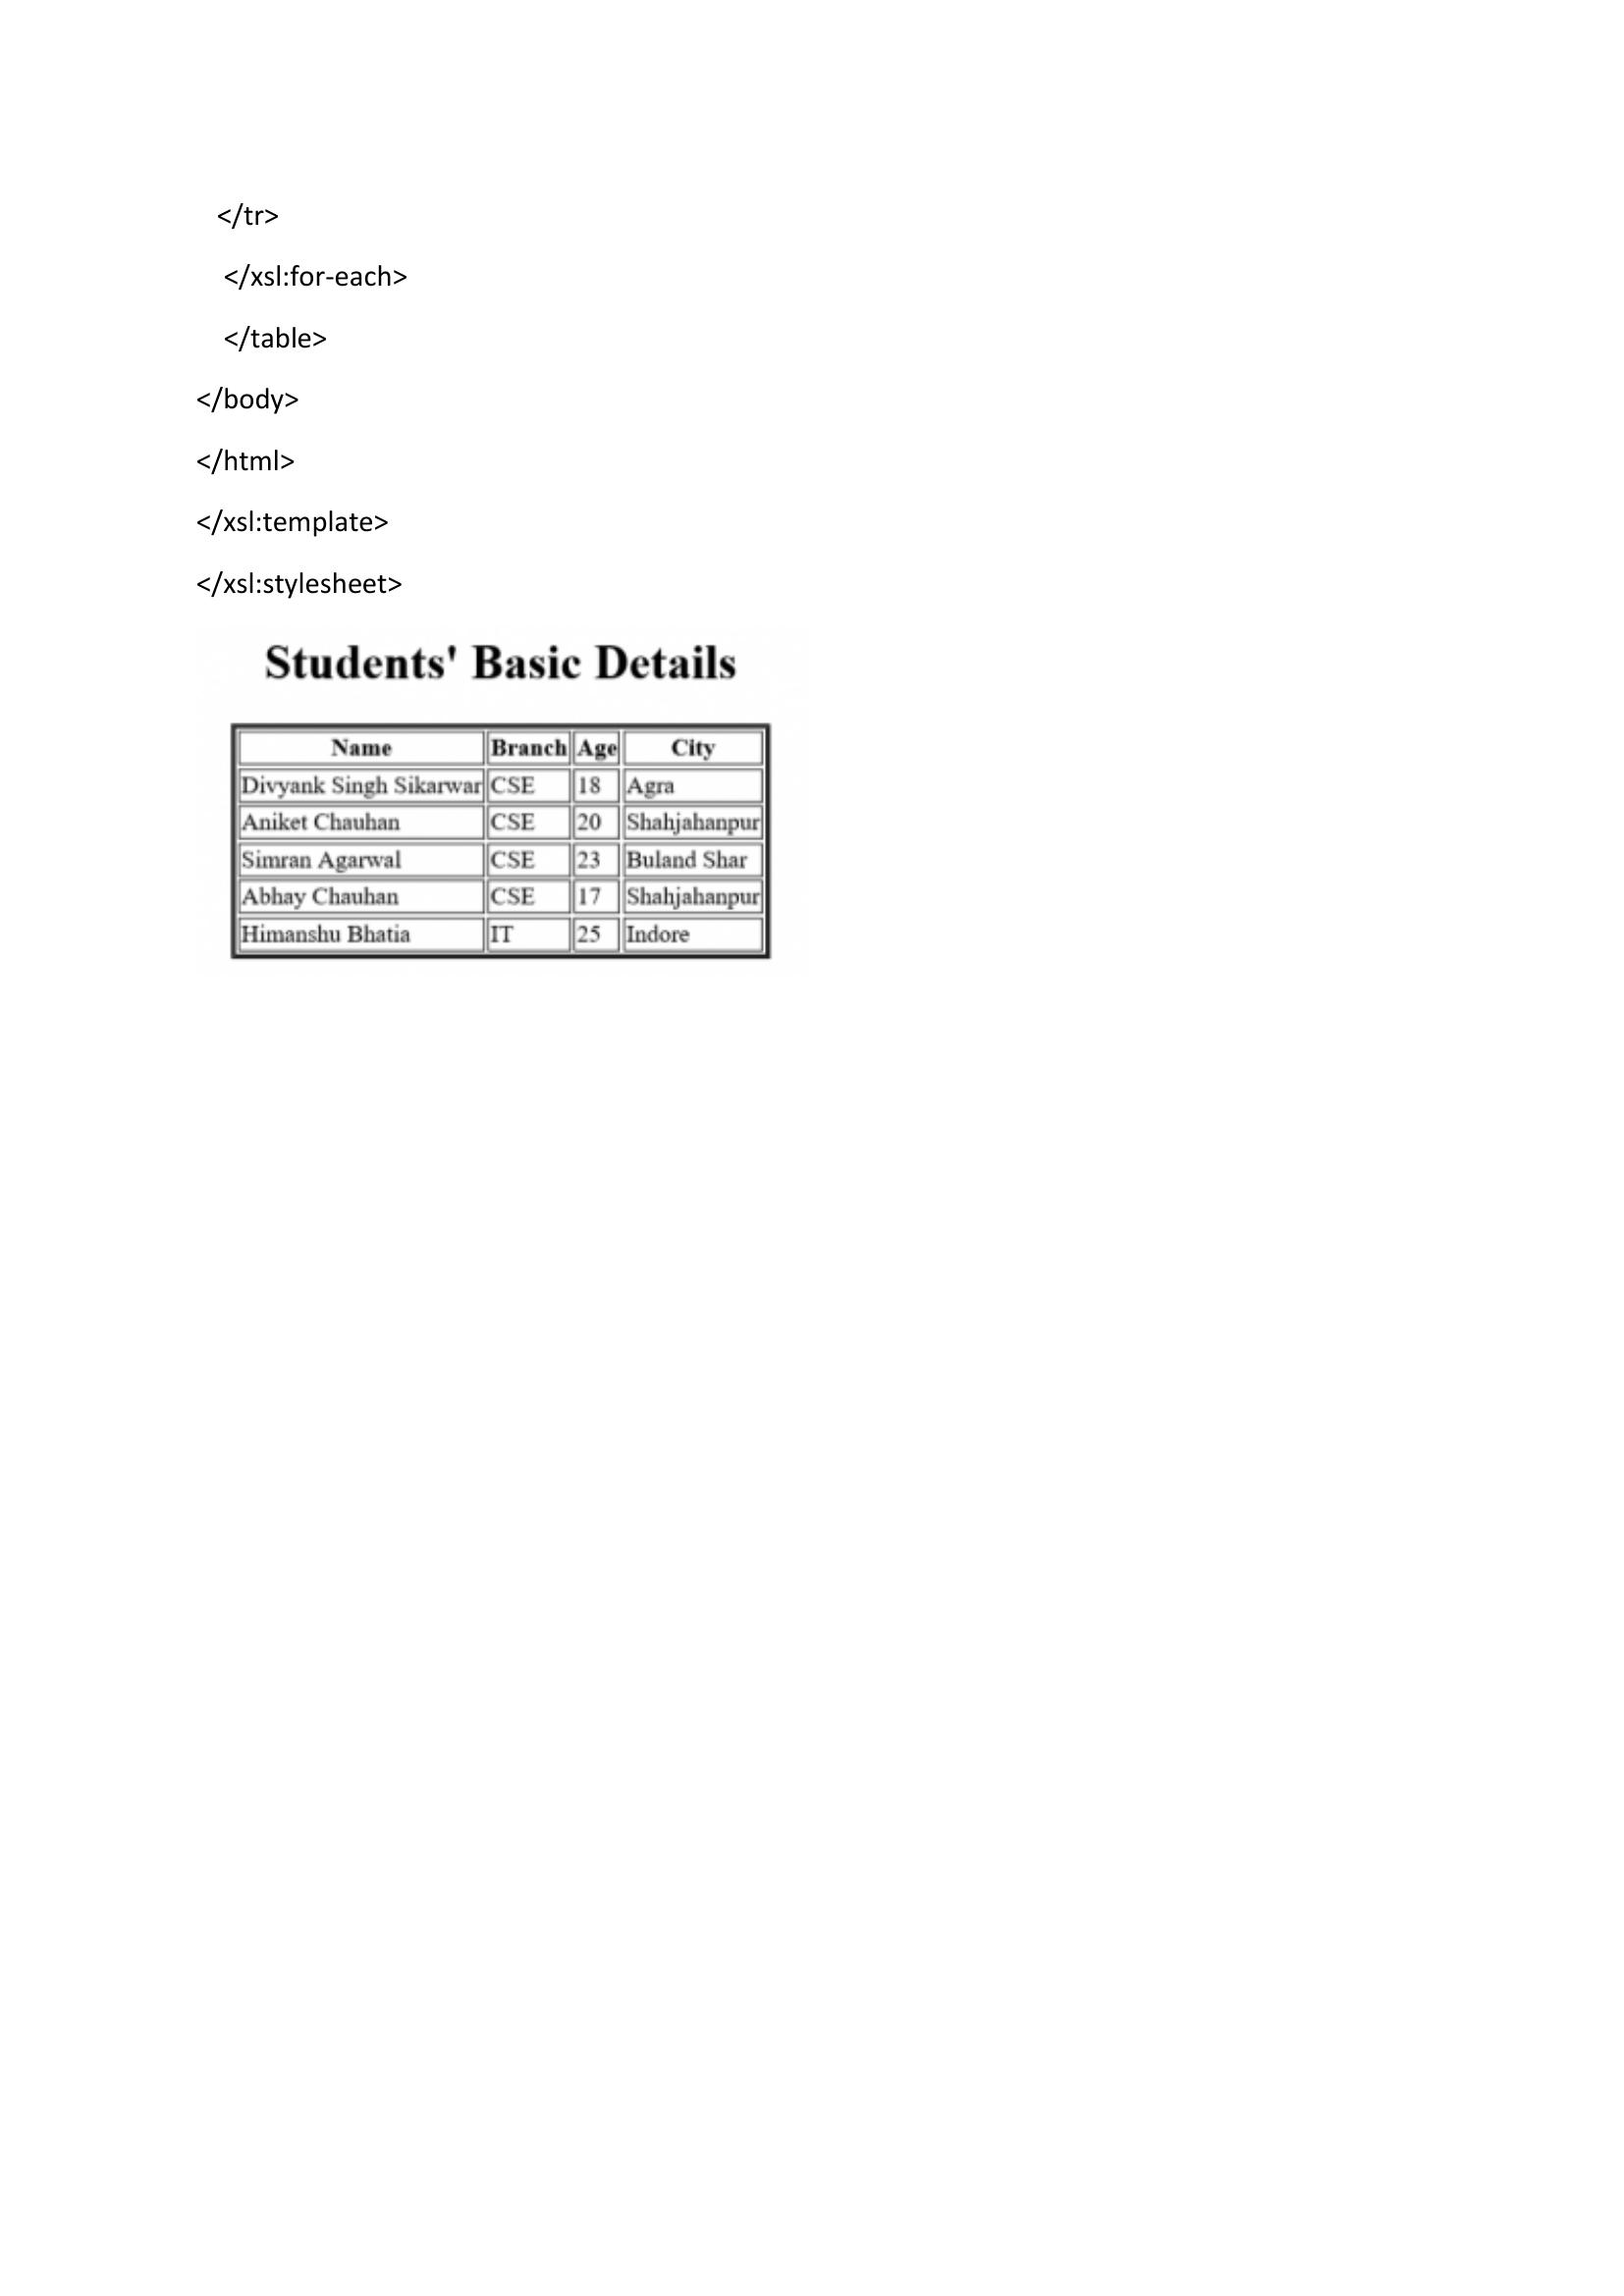 </tr>
</xsl:for-each>
</table>
</body>
</html>
</xsl:template>
</xsl:stylesheet>
Students' Basic Details
Name Branch Age City
Divyank Singh Sikarwar CSE 18 Agra
Aniket Chauhan CSE 20 Shahjahanpur
Simran Agarwal CSE 23 Buland Shar
Abhay Chauhan CSE 17 Shahjahanpur
Himanshu Bhatia IT 25 Indore